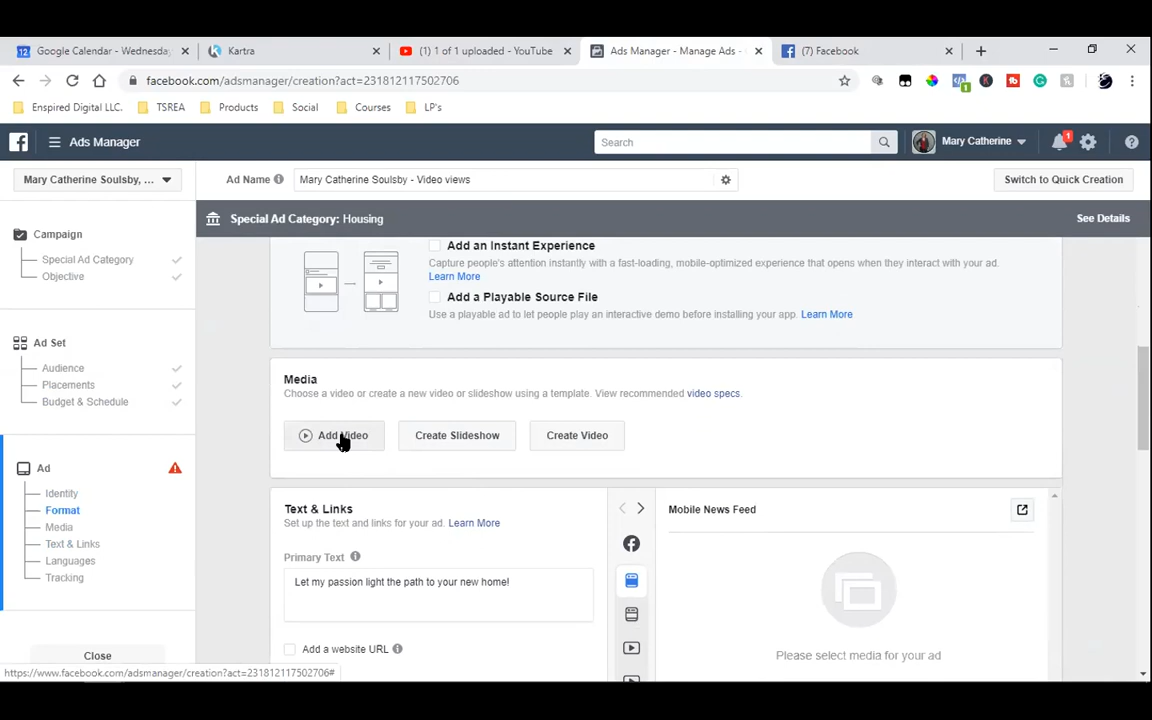 Google Calendar - Wednesda
Kartra
(1) 1 of 1 uploaded - YouTube
Ads Manager - Manage Ads -
(7) Facebook
facebook.com/adsmanager/creation?act=231812117502706
Enspired Digital LLC.
TSREA
Products
Social
Courses
LP's
Ads Manager
Search
Mary Catherine
1
Mary Catherine Soulsby, ...
Ad Name
Mary Catherine Soulsby - Video views
Switch to Quick Creation
Special Ad Category: Housing
See Details
Campaign
Special Ad Category
Objective
Ad Set
Audience
Placements
Budget & Schedule
Ad
Identity
Format
Media
Text & Links
Languages
Tracking
Close
Add an Instant Experience
Capture people's attention instantly with a fast-loading, mobile-optimized experience that opens when they interact with your ad.
Learn More
Add a Playable Source File
Use a playable ad to let people play an interactive demo before installing your app. Learn More
Media
Choose a video or create a new video or slideshow using a template. View recommended video specs.
Add Video
Create Slideshow
Create Video
Text & Links
Set up the text and links for your ad. Learn More
Primary Text
Let my passion light the path to your new home!
Add a website URL
Mobile News Feed
Please select media for your ad
https://www.facebook.com/adsmanager/creation?act=231812117502706#